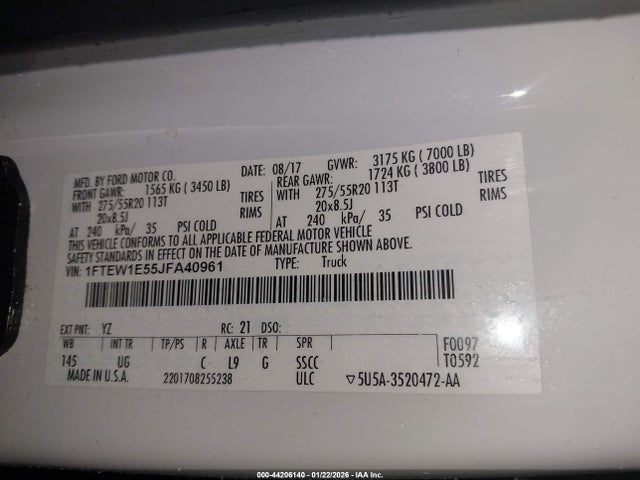 MFD. BY FORD MOTOR CO. DATE: 08/17 GVWR: 3175 KG ( 7000 LB)
FRONT GAWR: 1565 KG ( 3450 LB) REAR GAWR: 1724 KG ( 3800 LB)
WITH 275/55R20 113T TIRES WITH 275/55R20 113T TIRES
20x8.5J RIMS 20x8.5J RIMS
AT 240 kPa/ 35 PSI COLD AT 240 kPa/ 35 PSI COLD
THIS VEHICLE CONFORMS TO ALL APPLICABLE FEDERAL MOTOR VEHICLE
SAFETY STANDARDS IN EFFECT ON THE DATE OF MANUFACTURE SHOWN ABOVE.
VIN: 1FTEW1E55JFA40961 TYPE: Truck
EXT PNT: YZ RC: 21 DSO:
WB INT TR TP/PS R AXLE TR SPR F0097
145 UG C L9 G SSCC T0592
MADE IN U.S.A. 2201708255238 ULC ▽5U5A-3520472-AA
000-44206140 - 01/22/2026 - IAA Inc.